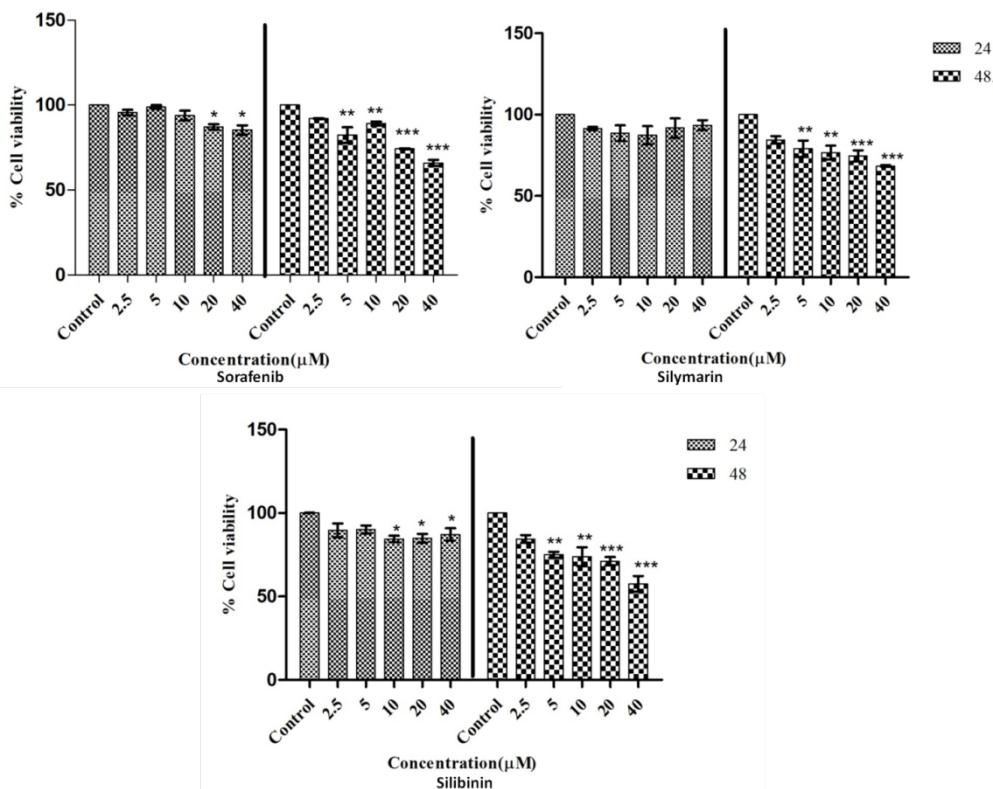 150
100
50
0
% Cell viability
* *
** ** *** ***
Control 2.5 5 10 20 40 Control 2.5 5 10 20 40
Concentration(μM)
Sorafenib
150
100
50
0
% Cell viability
** ** *** ***
Control 2.5 5 10 20 40 Control 2.5 5 10 20 40
Concentration(μM)
Silymarin
24
48
150
100
50
0
% Cell viability
* * *
** ** *** ***
Control 2.5 5 10 20 40 Control 2.5 5 10 20 40
Concentration(μM)
Silibinin
24
48